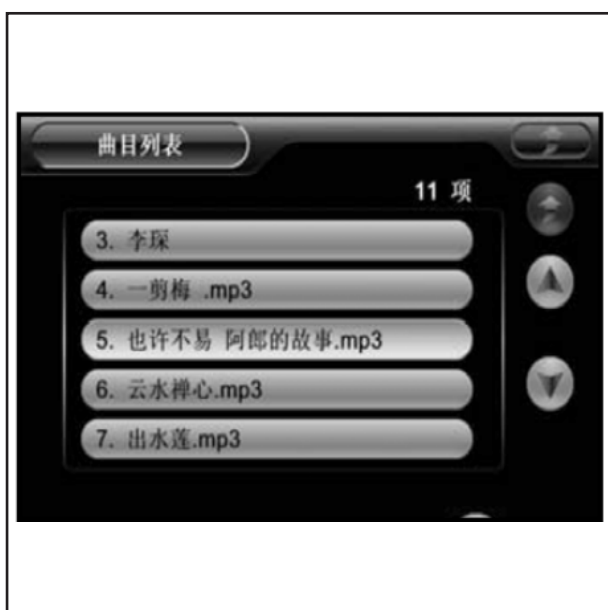 曲目列表
11 项
3. 李琛
4. 一剪梅 .mp3
5. 也许不易 阿郎的故事.mp3
6. 云水禅心.mp3
7. 出水莲.mp3